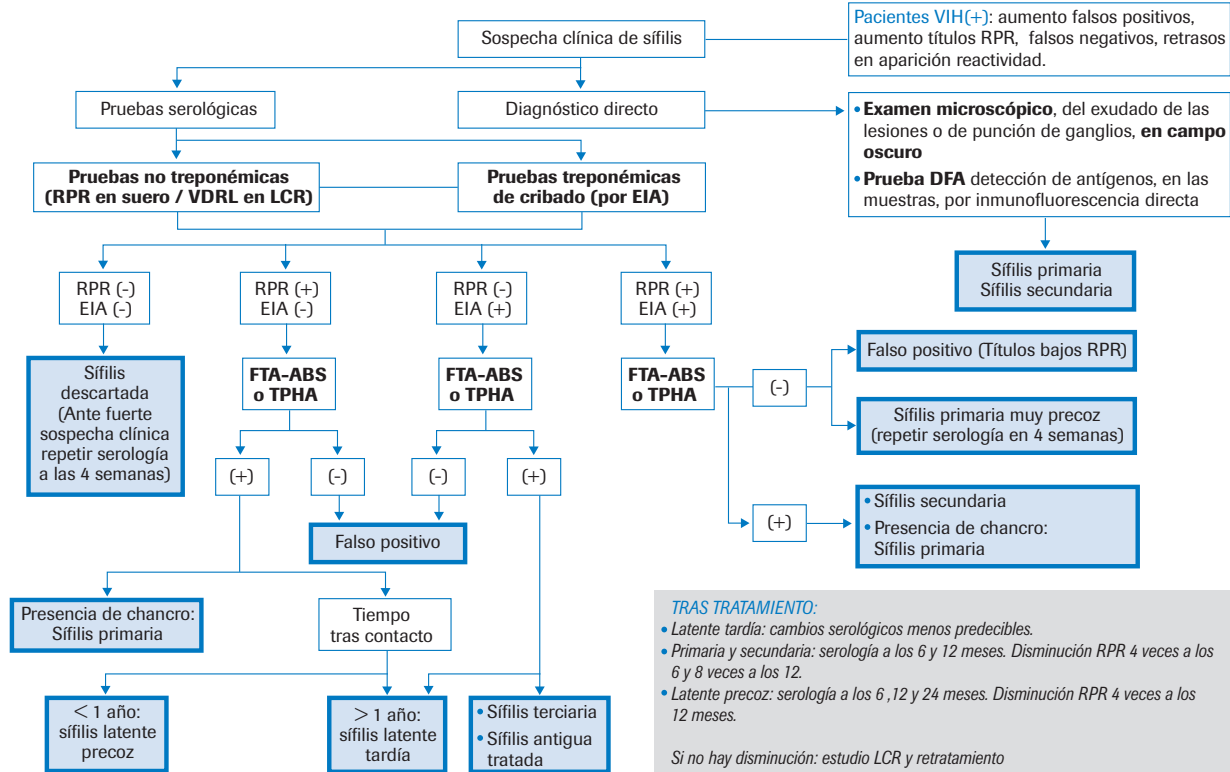 Sospecha clínica de sífilis
Pacientes VIH(+): aumento falsos positivos,
aumento títulos RPR, falsos negativos, retrasos
en aparición reactividad.
Pruebas serológicas
Diagnóstico directo
• Examen microscópico, del exudado de las
lesiones o de punción de ganglios, en campo
oscuro
• Prueba DFA detección de antígenos, en las
muestras, por inmunofluorescencia directa
Pruebas no treponémicas
(RPR en suero / VDRL en LCR)
Pruebas treponémicas
de cribado (por EIA)
Sífilis primaria
Sífilis secundaria
RPR (-)
EIA (-)
RPR (+)
EIA (-)
RPR (-)
EIA (+)
RPR (+)
EIA (+)
Sífilis
descartada
(Ante fuerte
sospecha clínica
repetir serología
a las 4 semanas)
FTA-ABS
o TPHA
FTA-ABS
o TPHA
FTA-ABS
o TPHA
(-)
Falso positivo (Títulos bajos RPR)
Sífilis primaria muy precoz
(repetir serología en 4 semanas)
(+)
(-)
(-)
(+)
(+)
• Sífilis secundaria
• Presencia de chancro:
Sífilis primaria
Falso positivo
Presencia de chancro:
Sífilis primaria
Tiempo
tras contacto
< 1 año:
sífilis latente
precoz
> 1 año:
sífilis latente
tardía
• Sífilis terciaria
• Sífilis antigua
tratada
TRAS TRATAMIENTO:
• Latente tardía: cambios serológicos menos predecibles.
• Primaria y secundaria: serología a los 6 y 12 meses. Disminución RPR 4 veces a los
6 y 8 veces a los 12.
• Latente precoz: serología a los 6 ,12 y 24 meses. Disminución RPR 4 veces a los
12 meses.
Si no hay disminución: estudio LCR y retratamiento